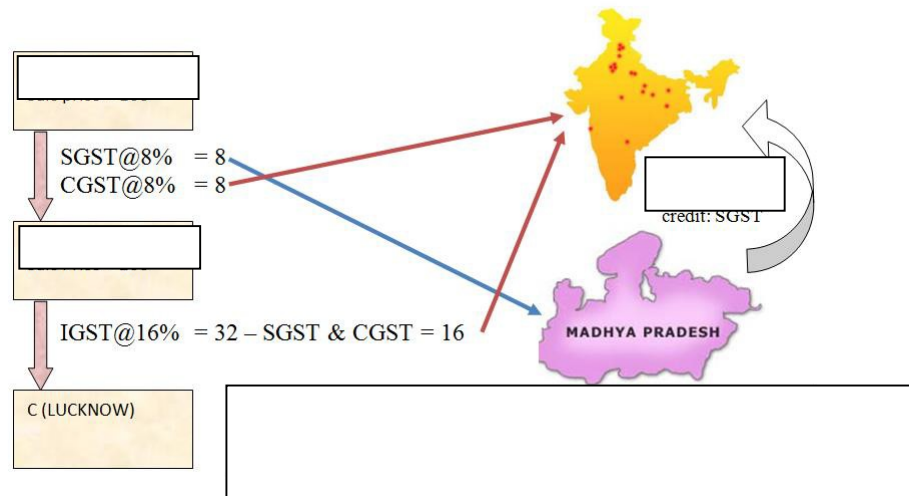 SGST@8% = 8
CGST@8% = 8
credit: SGST
IGST@16% = 32 – SGST & CGST = 16
MADHYA PRADESH
C (LUCKNOW)